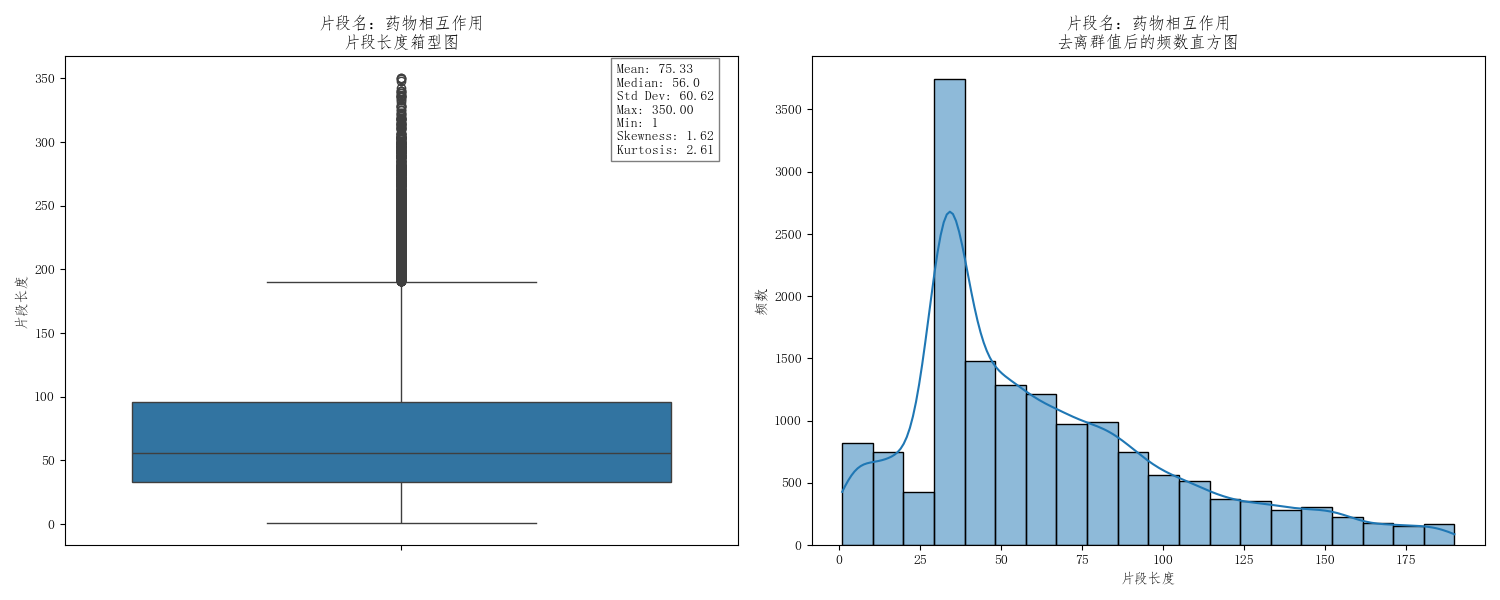 片段名：药物相互作用
片段长度箱型图
350
300
250
200
150
100
50
0
片段长度
Mean: 75.33
Median: 56.0
Std Dev: 60.62
Max: 350.00
Min: 1
Skewness: 1.62
Kurtosis: 2.61
片段名：药物相互作用
去离群值后的频数直方图
3500
3000
2500
2000
1500
1000
500
0
频数
0 25 50 75 100 125 150 175
片段长度